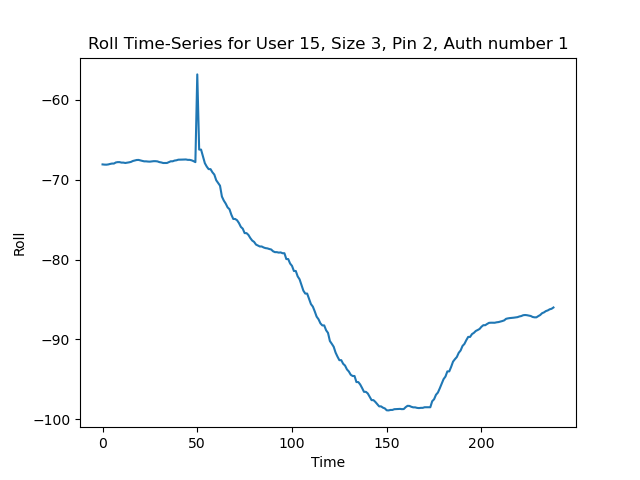 Roll Time-Series for User 15, Size 3, Pin 2, Auth number 1
−60
−70
−80
−90
−100
Roll
0 50 100 150 200
Time